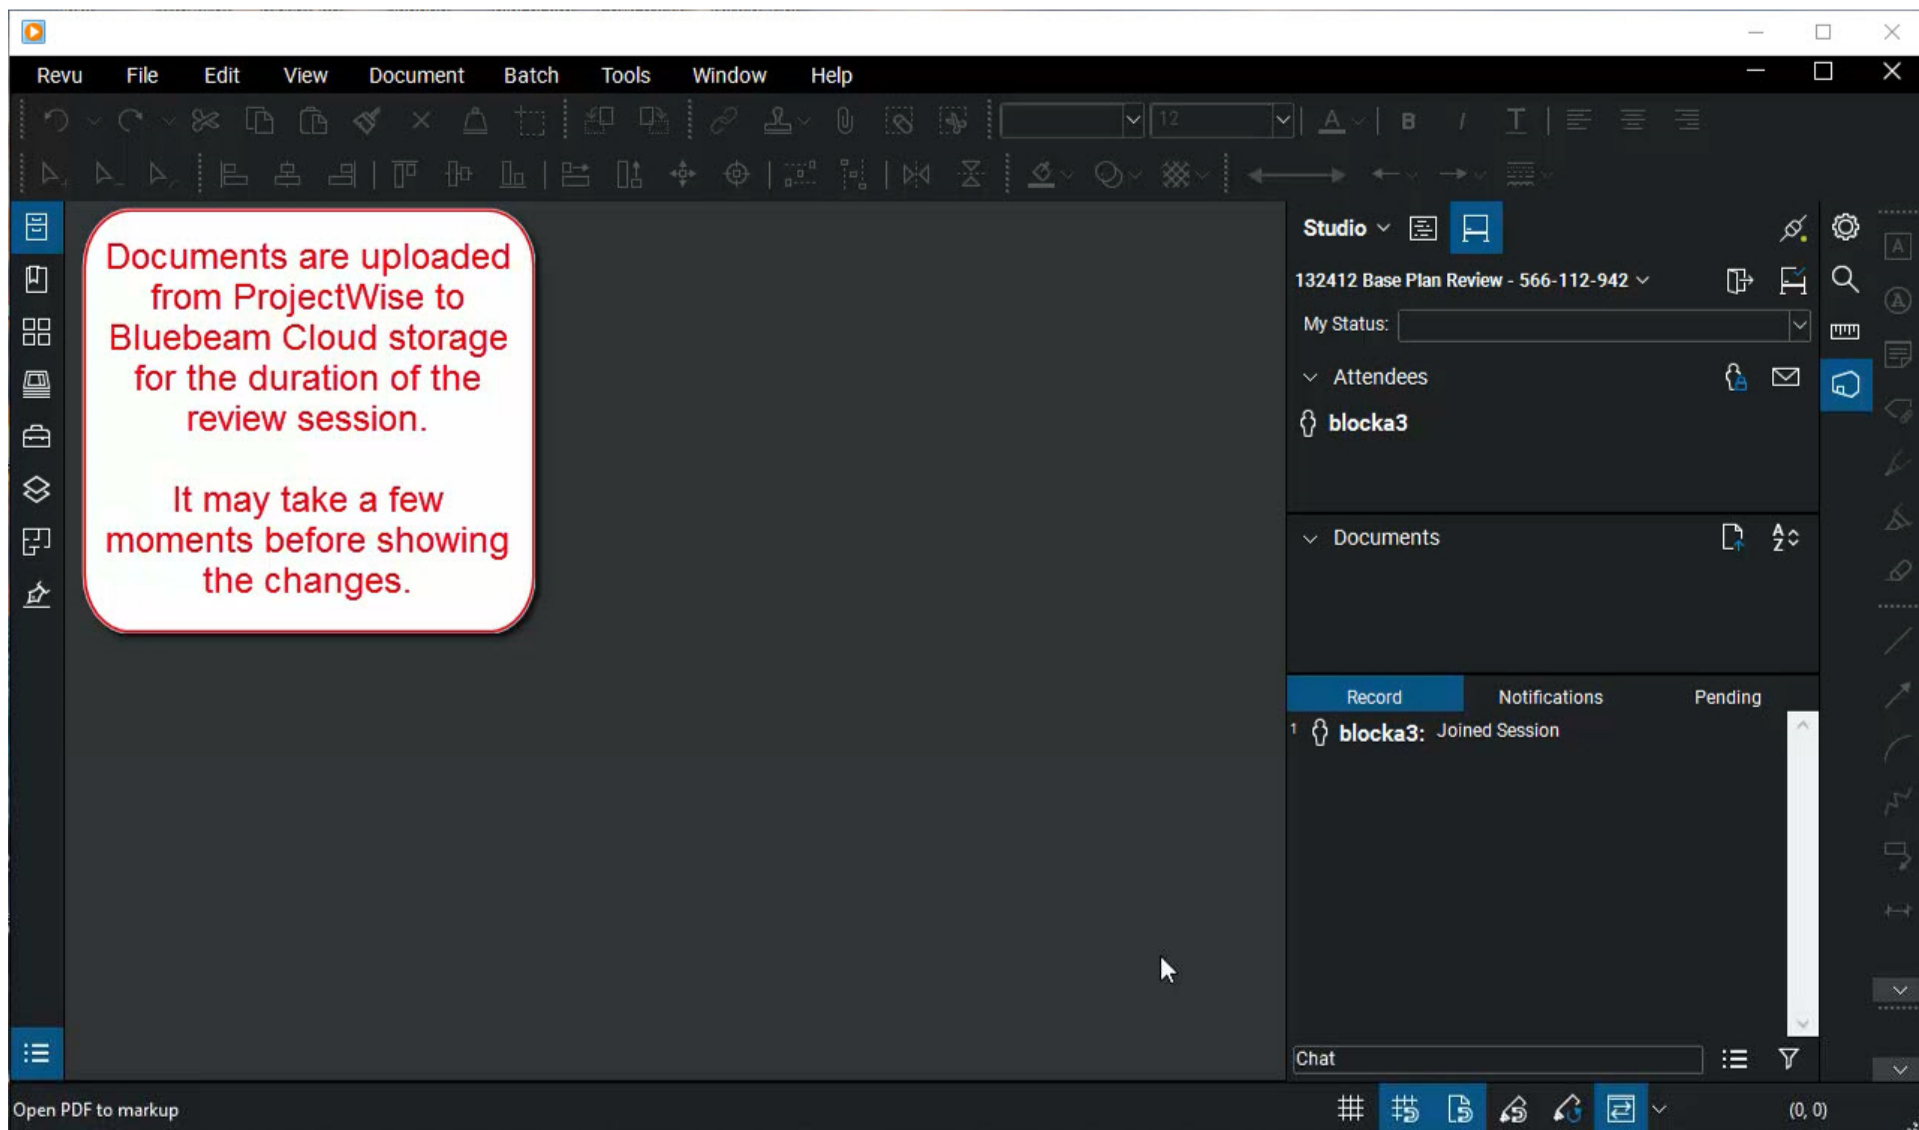 Revu File Edit View Document Batch Tools Window Help
12
A B I T
Documents are uploaded
from ProjectWise to
Bluebeam Cloud storage
for the duration of the
review session.
It may take a few
moments before showing
the changes.
Studio
132412 Base Plan Review - 566-112-942
My Status:
Attendees
blocka3
Documents
A
Z
Record Notifications Pending
1 blocka3: Joined Session
Chat
Open PDF to markup
(0, 0)